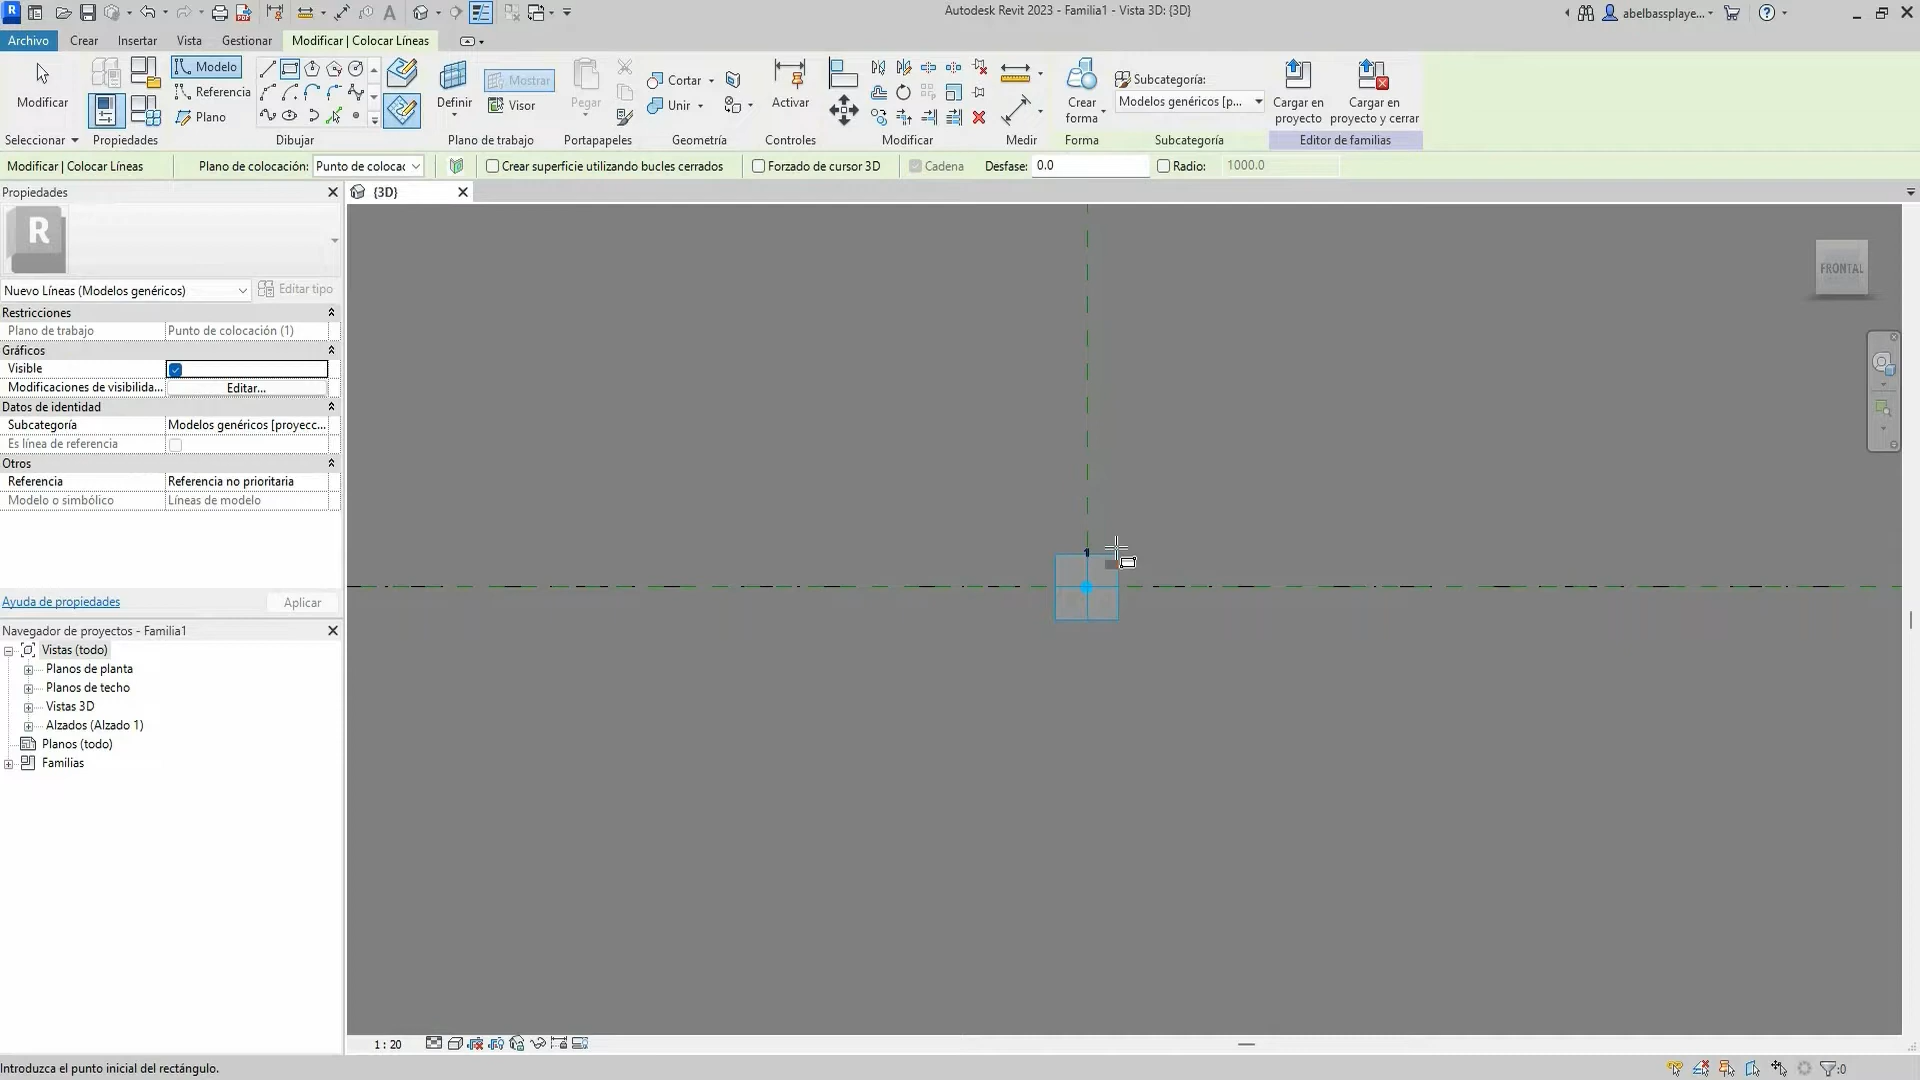 Autodesk Revit 2023 - Familia1 - Vista 3D: {3D}
abelbassplaye...
Archivo Crear Insertar Vista Gestionar Modificar | Colocar Líneas
Modificar
Modelo
Referencia
Plano
Definir
Mostrar
Visor
Pegar
Cortar
Unir
Activar
Crear forma
Subcategoría:
Modelos genéricos [p...
Cargar en proyecto
Cargar en proyecto y cerrar
Seleccionar Propiedades Dibujar Plano de trabajo Portapapeles Geometría Controles Modificar Medir Forma Subcategoría Editor de familias
Modificar | Colocar Líneas Plano de colocación: Punto de colocac Crear superficie utilizando bucles cerrados Forzado de cursor 3D Cadena Desfase: 0.0 Radio: 1000.0
Propiedades
{3D}
R
FRONTAL
Nuevo Líneas (Modelos genéricos) Editar tipo
Restricciones
Plano de trabajo Punto de colocación (1)
Gráficos
Visible
Modificaciones de visibilida... Editar...
Datos de identidad
Subcategoría Modelos genéricos [proyecc...
Es línea de referencia
Otros
Referencia Referencia no prioritaria
Modelo o simbólico Líneas de modelo
1
Ayuda de propiedades Aplicar
Navegador de proyectos - Familia1
Vistas (todo)
Planos de planta
Planos de techo
Vistas 3D
Alzados (Alzado 1)
Planos (todo)
Familias
1 : 20
Introduzca el punto inicial del rectángulo.
:0